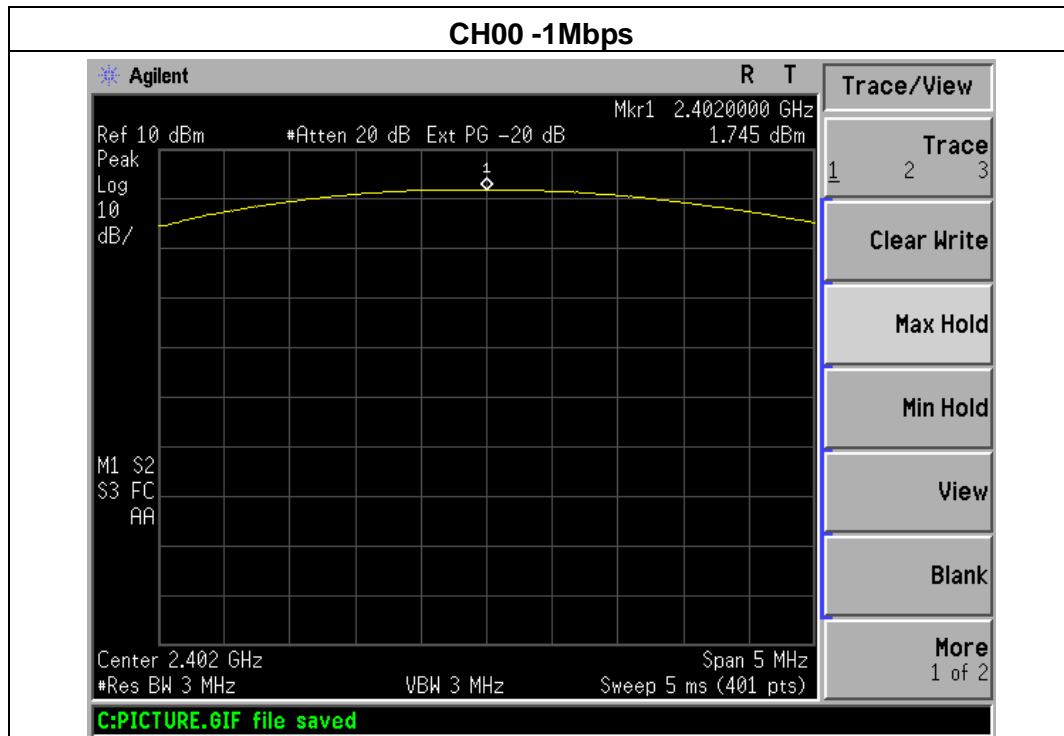 CH00 -1Mbps
Agilent R T
Mkr1 2.4020000 GHz
Ref 10 dBm #Atten 20 dB Ext PG -20 dB 1.745 dBm
Peak
Log
10
dB/
1
M1 S2
S3 FC
AA
Center 2.402 GHz Span 5 MHz
#Res BW 3 MHz VBW 3 MHz Sweep 5 ms (401 pts)
C:PICTURE.GIF file saved
Trace/View
Trace
1 2 3
Clear Write
Max Hold
Min Hold
View
Blank
More
1 of 2